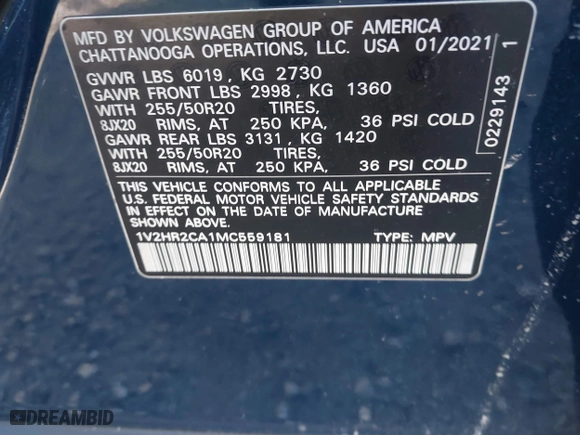 MFD BY VOLKSWAGEN GROUP OF AMERICA
CHATTANOOGA OPERATIONS, LLC. USA 01/2021
GVWR LBS 6019, KG 2730
GAWR FRONT LBS 2998, KG 1360
WITH 255/50R20 TIRES,
8JX20 RIMS, AT 250 KPA, 36 PSI COLD
GAWR REAR LBS 3131, KG 1420
WITH 255/50R20 TIRES,
8JX20 RIMS, AT 250 KPA, 36 PSI COLD
THIS VEHICLE CONFORMS TO ALL APPLICABLE
U.S. FEDERAL MOTOR VEHICLE SAFETY STANDARDS
IN EFFECT ON THE DATE OF MANUFACTURE
SHOWN ABOVE.
1V2HR2CA1MC559181 TYPE: MPV
0229143 1
DREAMBID